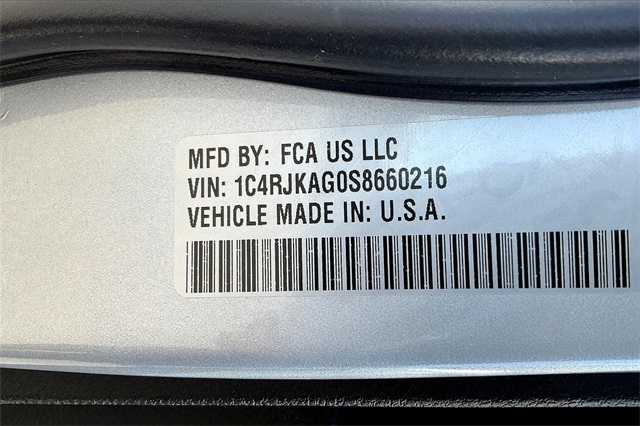 MFD BY: FCA US LLC
VIN: 1C4RJKAG0S8660216
VEHICLE MADE IN: U.S.A.